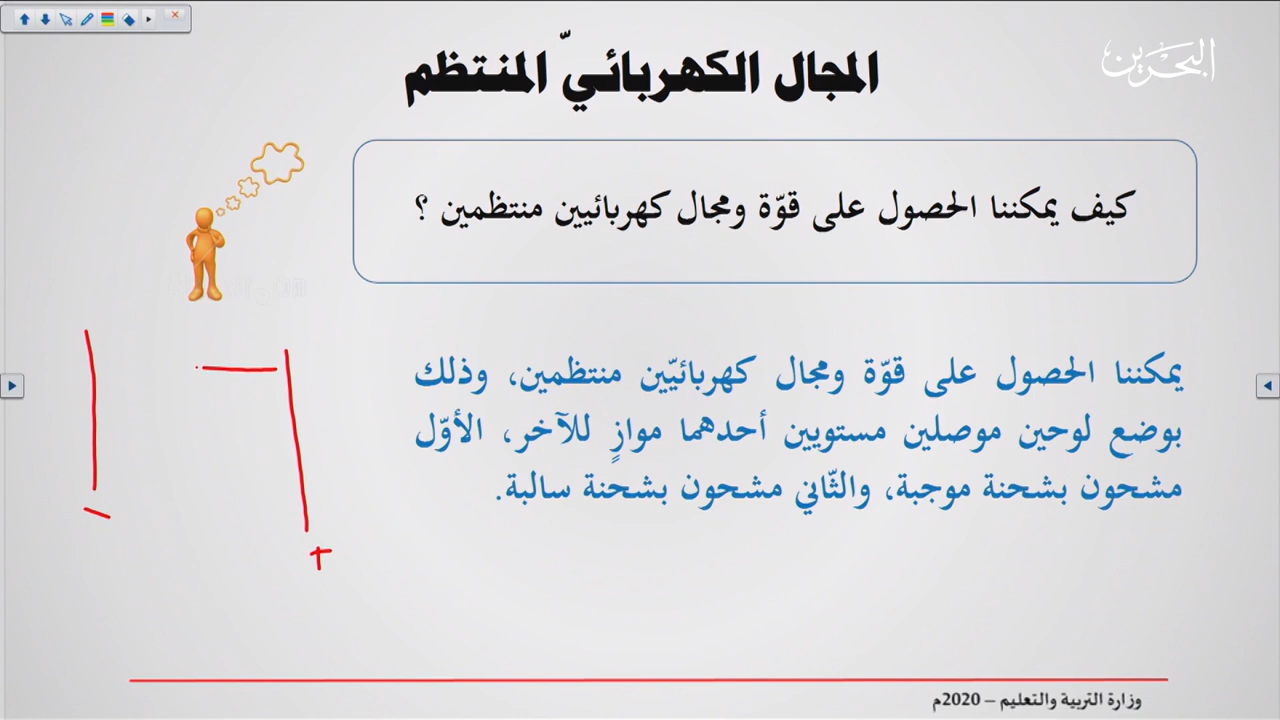 البحرين
المجال الكهربائيّ المنتظم
كيف يمكننا الحصول على قوّة ومجال كهربائيين منتظمين ؟
يمكننا الحصول على قوّة ومجال كهربائيّين منتظمين، وذلك
بوضع لوحين موصلين مستويين أحدهما موازٍ للآخر، الأوّل
مشحون بشحنة موجبة، والثّاني مشحون بشحنة سالبة.
−
+
وزارة التربية والتعليم – 2020م